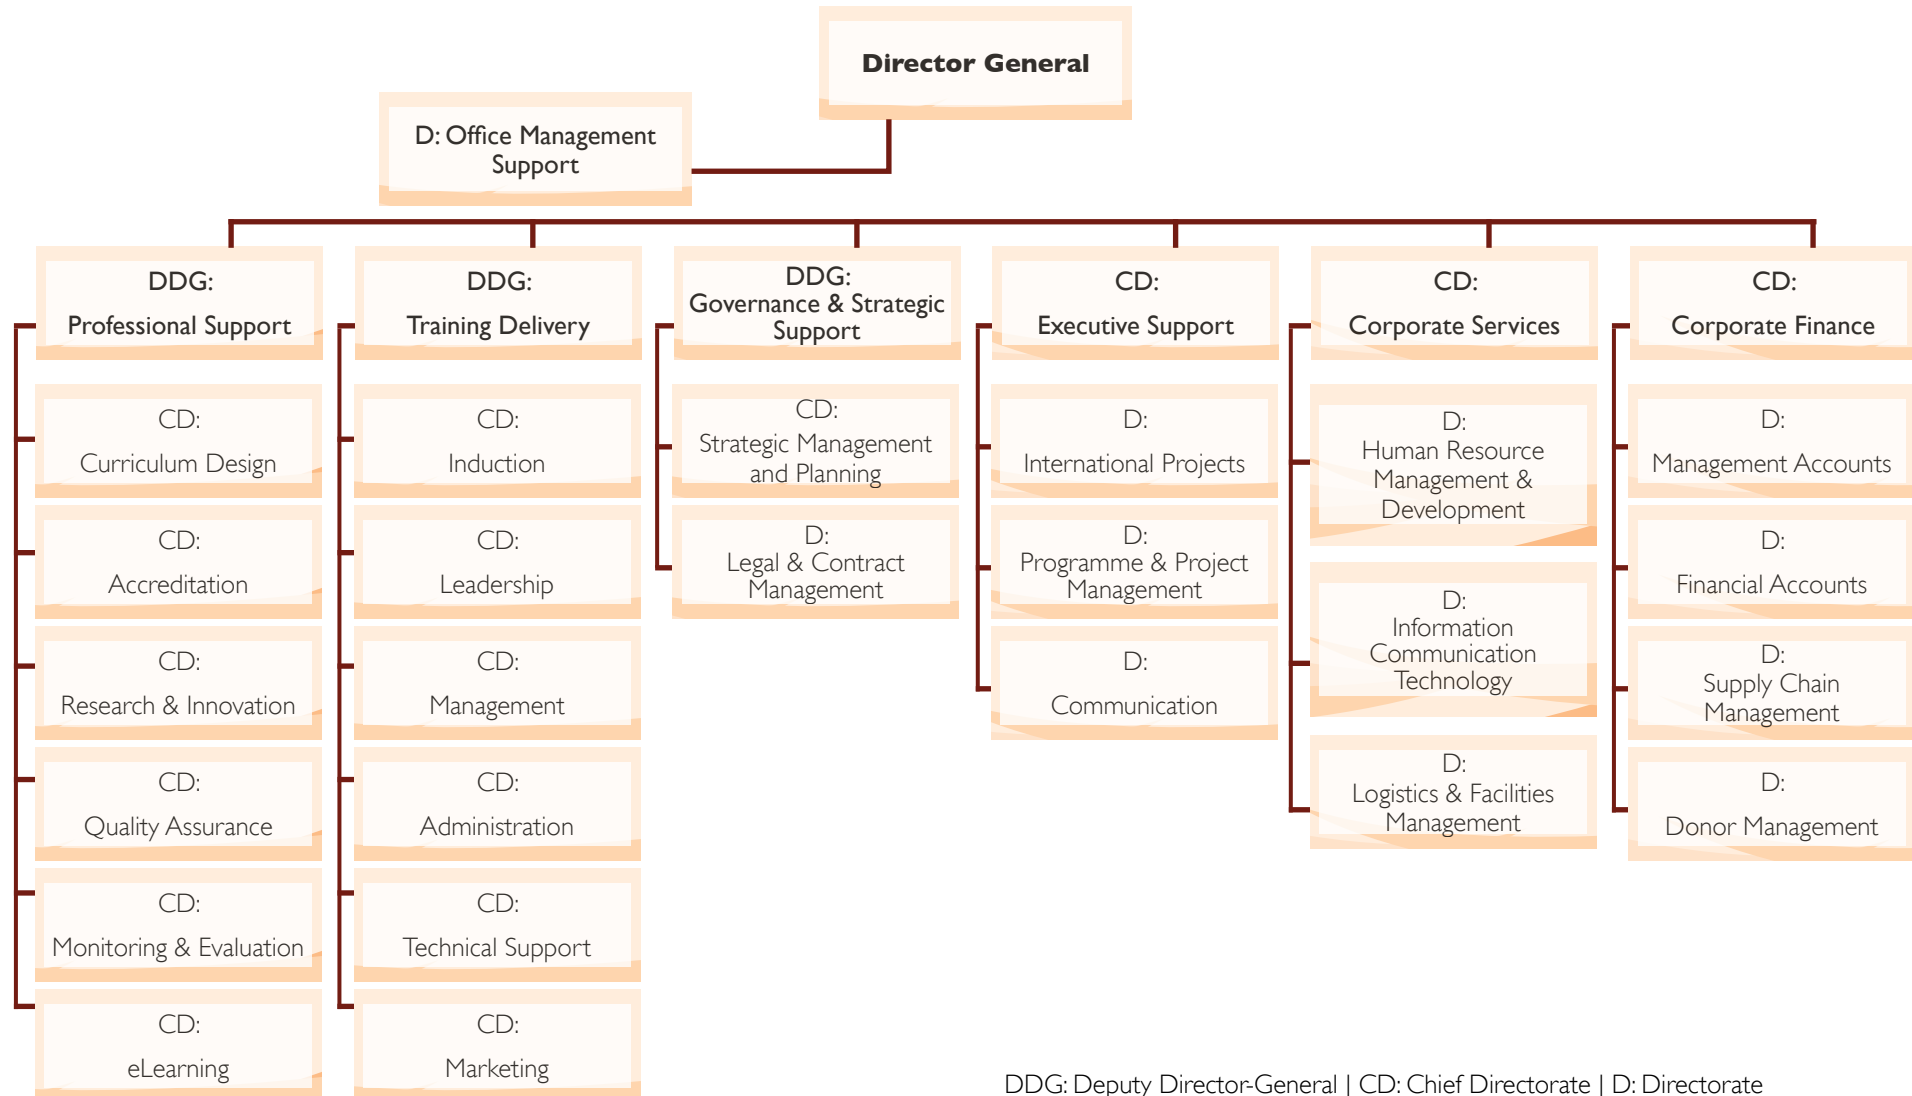 Director General
D: Office Management
Support
DDG:
Professional Support
CD:
Curriculum Design
CD:
Accreditation
CD:
Research & Innovation
CD:
Quality Assurance
CD:
Monitoring & Evaluation
CD:
eLearning
DDG:
Training Delivery
CD:
Induction
CD:
Leadership
CD:
Management
CD:
Administration
CD:
Technical Support
CD:
Marketing
DDG:
Governance & Strategic
Support
CD:
Strategic Management
and Planning
D:
Legal & Contract
Management
CD:
Executive Support
D:
International Projects
D:
Programme & Project
Management
D:
Communication
CD:
Corporate Services
D:
Human Resource
Management &
Development
D:
Information
Communication
Technology
D:
Logistics & Facilities
Management
CD:
Corporate Finance
D:
Management Accounts
D:
Financial Accounts
D:
Supply Chain
Management
D:
Donor Management
DDG: Deputy Director-General | CD: Chief Directorate | D: Directorate